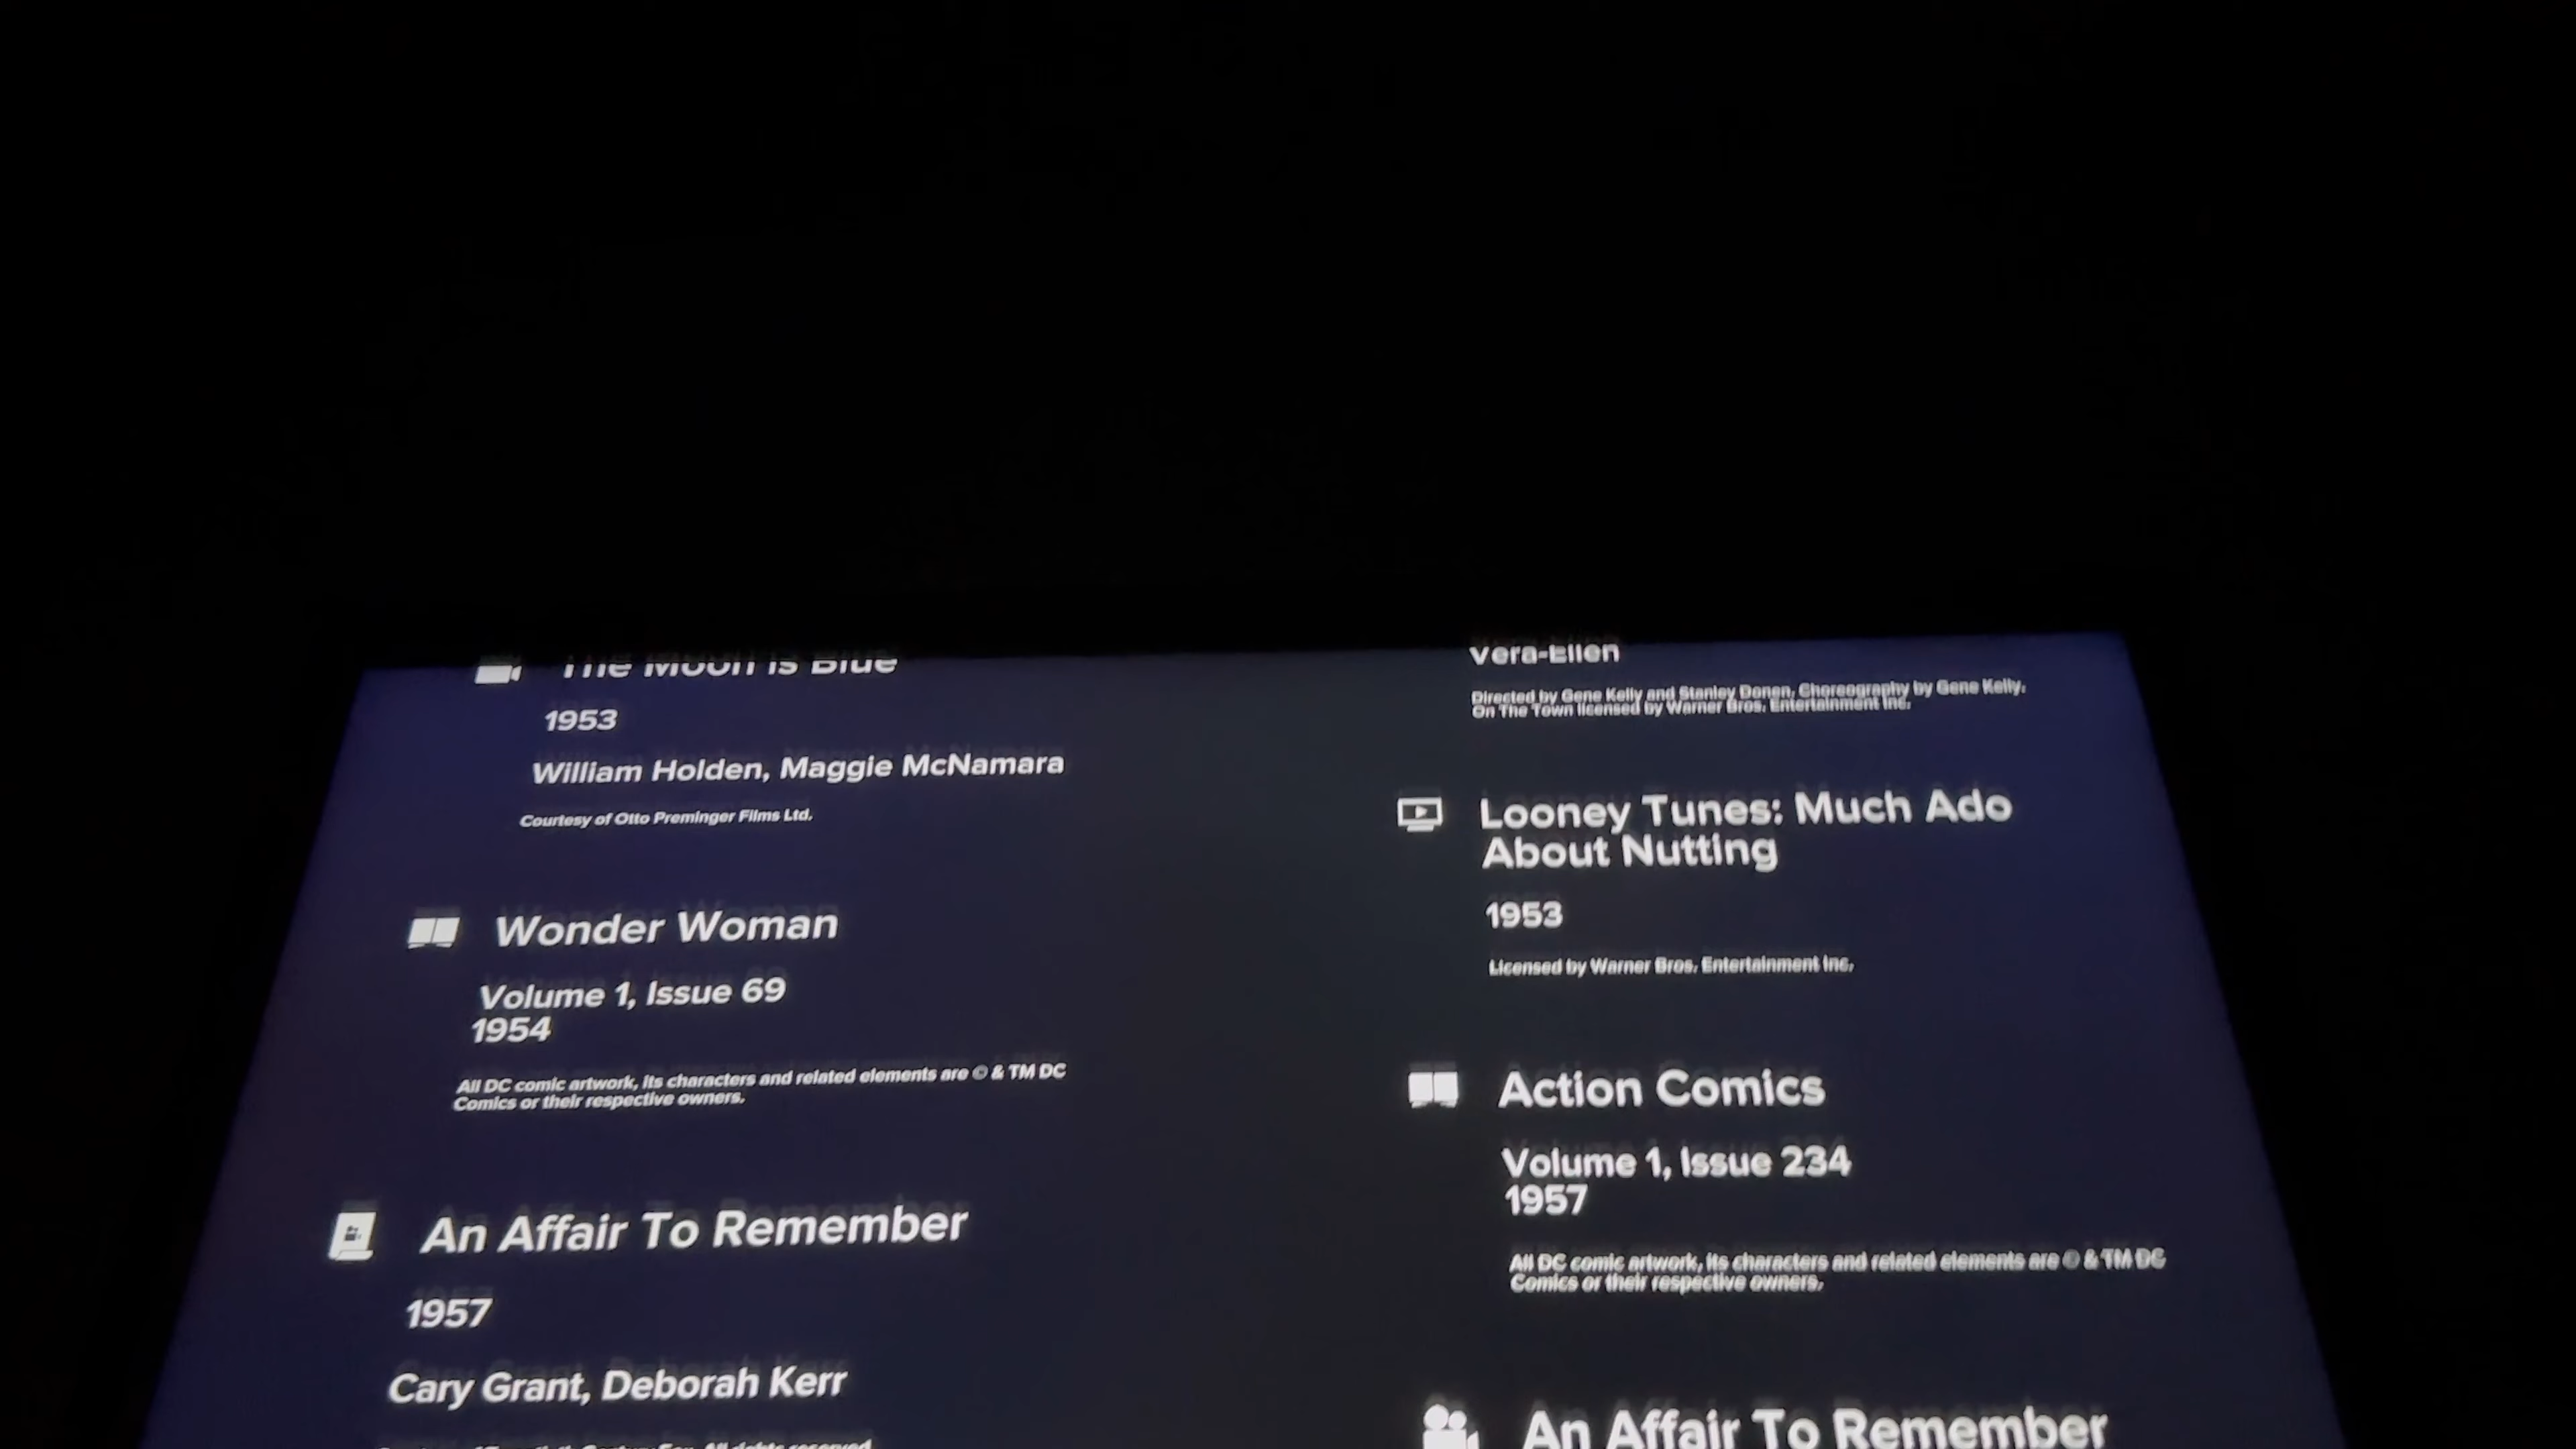 The Moon is Blue
1953
William Holden, Maggie McNamara
Courtesy of Otto Preminger Films Ltd.
Wonder Woman
Volume 1, Issue 69
1954
All DC comic artwork, its characters and related elements are © & TM DC
Comics or their respective owners.
An Affair To Remember
1957
Cary Grant, Deborah Kerr
Vera-Ellen
Directed by Gene Kelly and Stanley Donen, Choreography by Gene Kelly.
On The Town licensed by Warner Bros. Entertainment Inc.
Looney Tunes: Much Ado
About Nutting
1953
Licensed by Warner Bros. Entertainment Inc.
Action Comics
Volume 1, Issue 234
1957
All DC comic artwork, its characters and related elements are © & TM DC
Comics or their respective owners.
An Affair To Remember